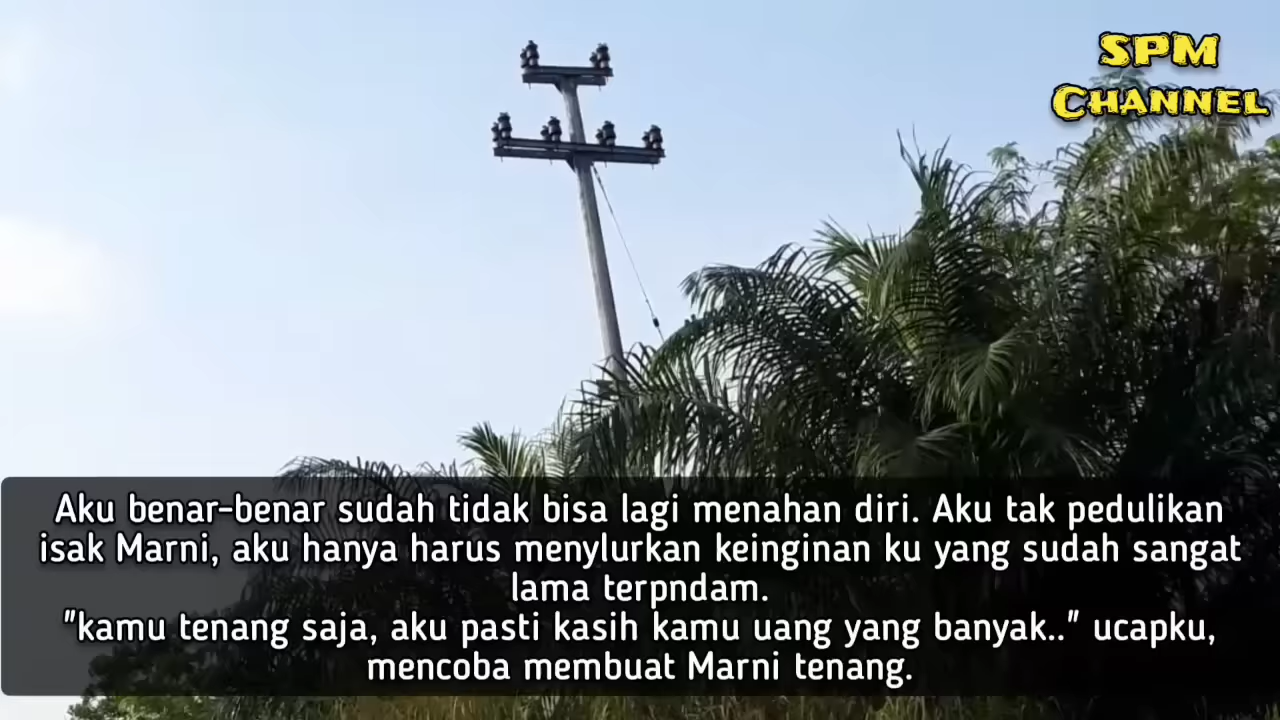 SPM
CHANNEL
Aku benar-benar sudah tidak bisa lagi menahan diri. Aku tak pedulikan
isak Marni, aku hanya harus menylurkan keinginan ku yang sudah sangat
lama terpndam.
"kamu tenang saja, aku pasti kasih kamu uang yang banyak.." ucapku,
mencoba membuat Marni tenang.